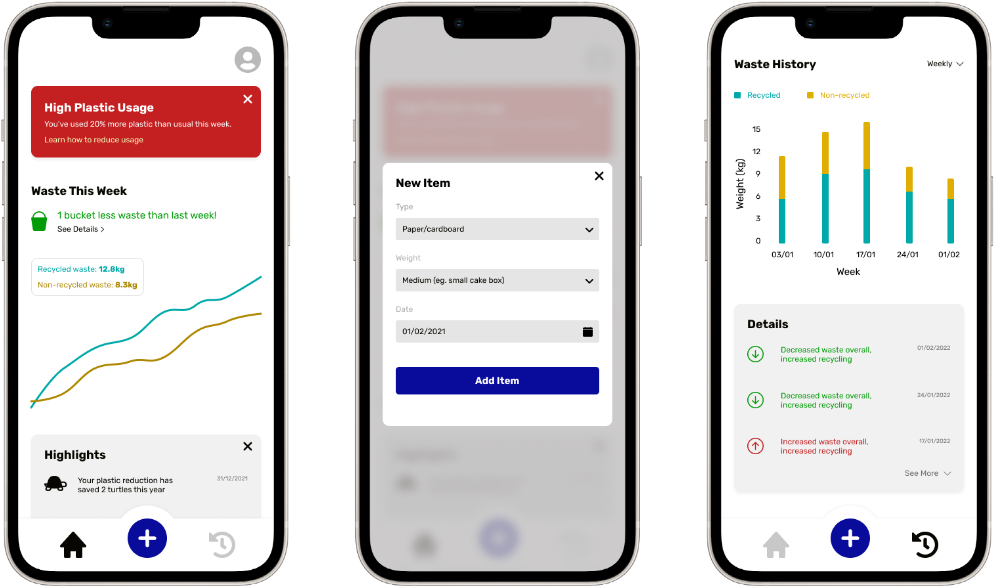 High Plastic Usage
You've used 20% more plastic than usual this week.
Learn how to reduce usage
Waste This Week
1 bucket less waste than last week!
See Details >
Recycled waste: 12.8kg
Non-recycled waste: 8.3kg
Highlights
Your plastic reduction has
saved 2 turtles this year
31/12/2021
New Item
Type
Paper/cardboard
Weight
Medium (eg. small cake box)
Date
01/02/2021
Add Item
Waste History
Weekly
Recycled
Non-recycled
Weight (kg)
15
12
9
6
3
0
03/01
10/01
17/01
24/01
01/02
Week
Details
Decreased waste overall,
increased recycling
01/02/2022
Decreased waste overall,
increased recycling
24/01/2022
Increased waste overall,
increased recycling
17/01/2022
See More